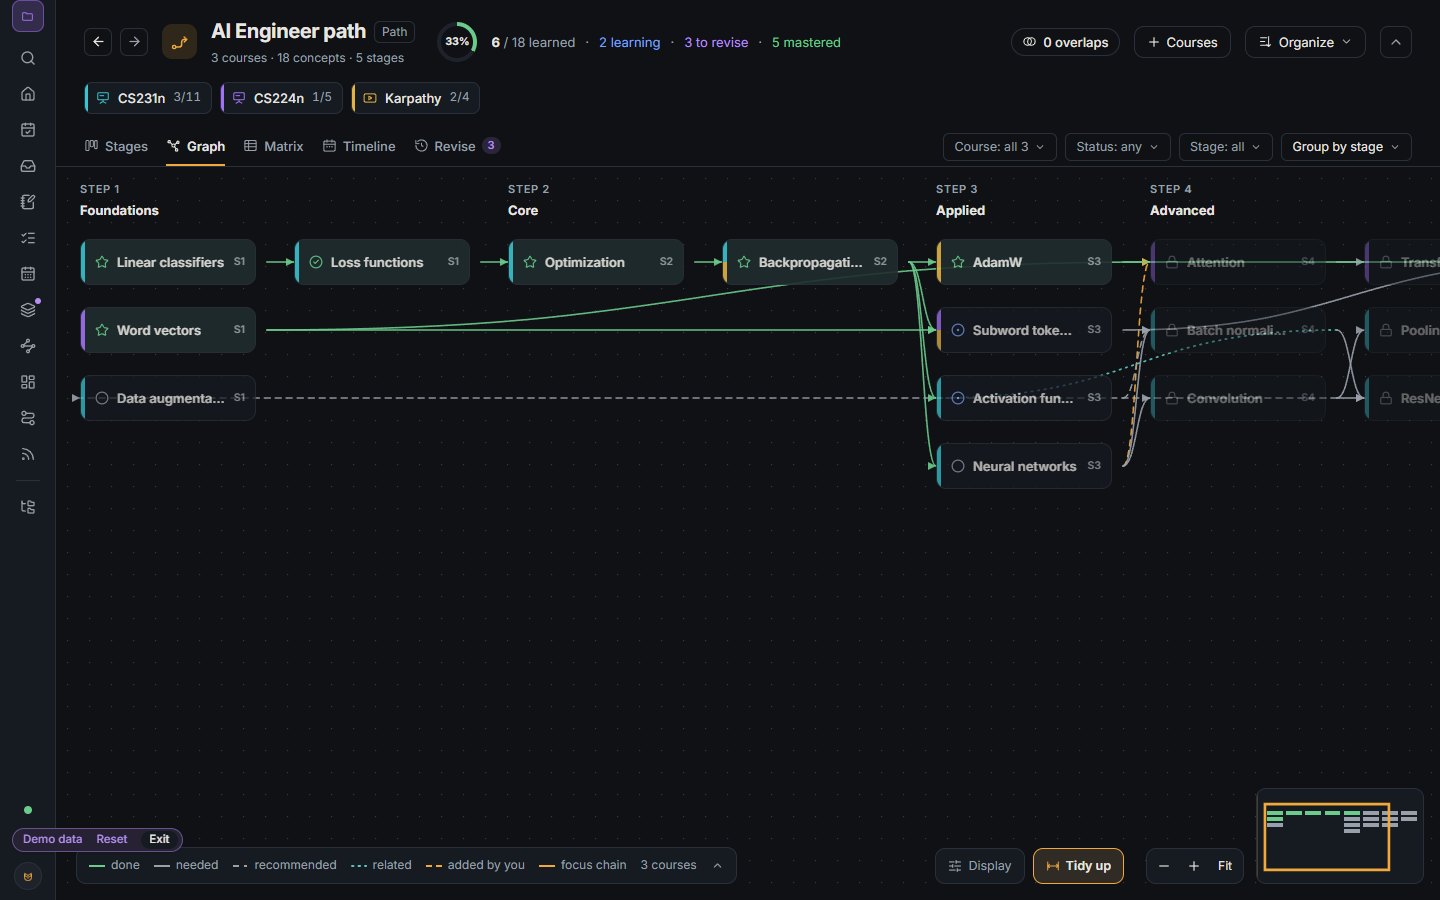 AI Engineer path Path
3 courses · 18 concepts · 5 stages
33%
6 / 18 learned · 2 learning · 3 to revise · 5 mastered
0 overlaps
Courses
Organize
CS231n 3/11
CS224n 1/5
Karpathy 2/4
Stages
Graph
Matrix
Timeline
Revise 3
Course: all 3
Status: any
Stage: all
Group by stage
STEP 1
Foundations
STEP 2
Core
STEP 3
Applied
STEP 4
Advanced
Linear classifiers S1
Loss functions S1
Optimization S2
Backpropagati... S2
AdamW S3
Attention S4
Transf
Word vectors S1
Subword toke... S3
Batch normali... S4
Poolin
Data augmenta... S1
Activation fun... S3
Convolution S4
ResNe
Neural networks S3
Demo data Reset Exit
done
needed
recommended
related
added by you
focus chain
3 courses
Display
Tidy up
Fit